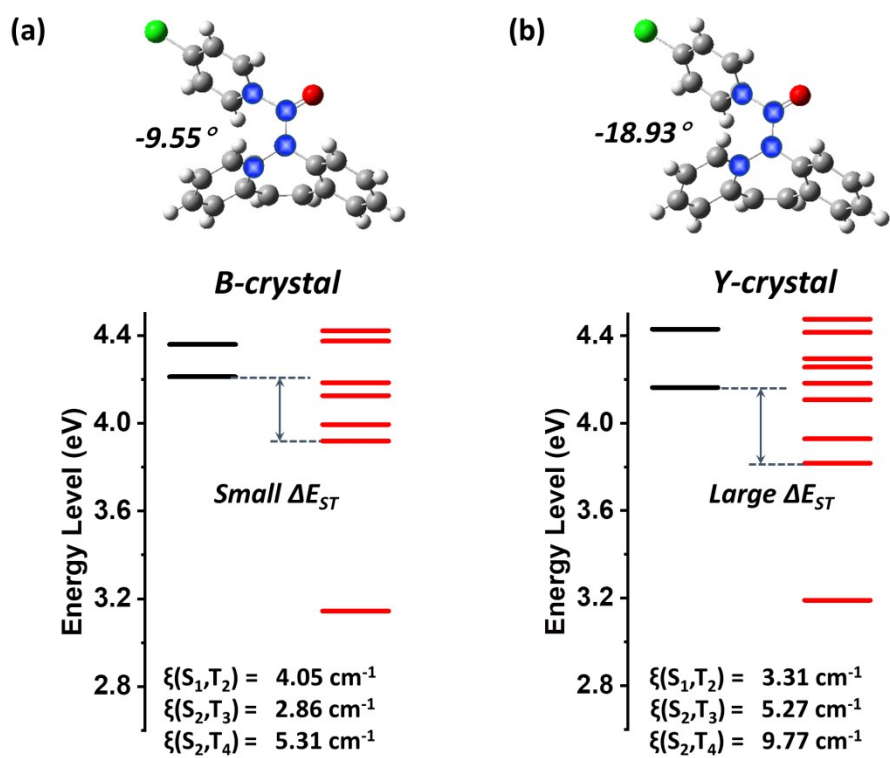 (a)
-9.55°
B-crystal
Energy Level (eV)
4.4
4.0
3.6
3.2
2.8
Small ΔE_ST
ξ(S₁,T₂) = 4.05 cm⁻¹
ξ(S₂,T₃) = 2.86 cm⁻¹
ξ(S₂,T₄) = 5.31 cm⁻¹
(b)
-18.93°
Y-crystal
Energy Level (eV)
4.4
4.0
3.6
3.2
2.8
Large ΔE_ST
ξ(S₁,T₂) = 3.31 cm⁻¹
ξ(S₂,T₃) = 5.27 cm⁻¹
ξ(S₂,T₄) = 9.77 cm⁻¹